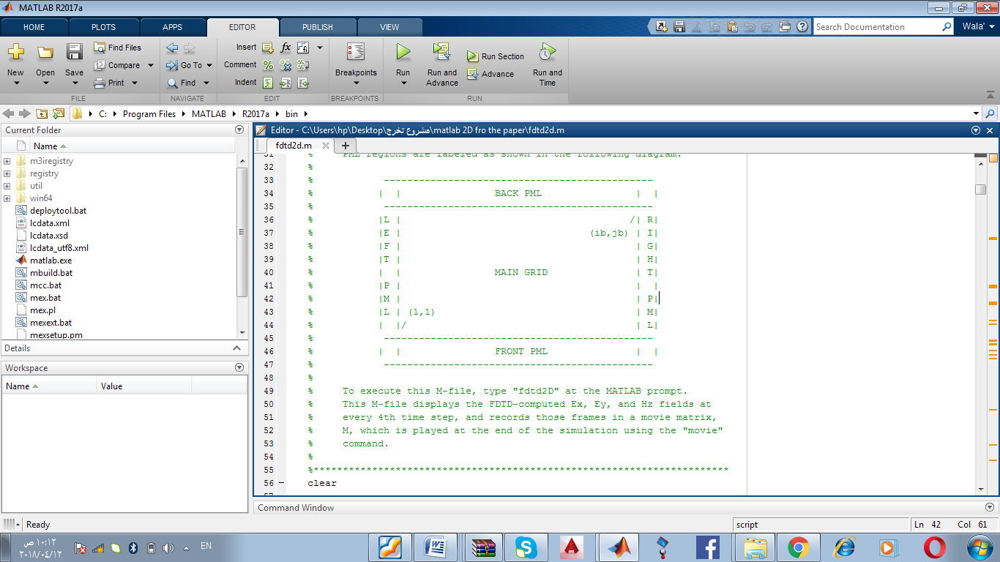 MATLAB R2017a
HOME PLOTS APPS EDITOR PUBLISH VIEW
Search Documentation
Wala'
New
Open
Save
Find Files
Compare
Print
FILE
Go To
Find
NAVIGATE
Insert
fx
Comment
Indent
EDIT
Breakpoints
BREAKPOINTS
Run
Run and Advance
Run Section
Advance
Run and Time
RUN
C: Program Files MATLAB R2017a bin
Current Folder
Name
m3iregistry
registry
util
win64
deploytool.bat
lcdata.xml
lcdata.xsd
lcdata_utf8.xml
matlab.exe
mbuild.bat
mcc.bat
mex.bat
mex.pl
mexext.bat
mexsetup.pm
Details
Workspace
Name Value
Editor - C:\Users\hp\Desktop\مشروع تخرج\matlab 2D fro the paper\fdtd2d.m
fdtd2d.m
31 % PML regions are labeled as shown in the following diagram:
32 %
33 % ----------------------------------------------
34 % | | BACK PML | |
35 % ----------------------------------------------
36 % |L | /| R|
37 % |E | (ib,jb) | I|
38 % |F | | G|
39 % |T | | H|
40 % | | MAIN GRID | T|
41 % |P | | |
42 % |M | | P|
43 % |L | (1,1) | M|
44 % | |/ | L|
45 % ----------------------------------------------
46 % | | FRONT PML | |
47 % ----------------------------------------------
48 %
49 % To execute this M-file, type "fdtd2D" at the MATLAB prompt.
50 % This M-file displays the FDTD-computed Ex, Ey, and Hz fields at
51 % every 4th time step, and records those frames in a movie matrix,
52 % M, which is played at the end of the simulation using the "movie"
53 % command.
54 %
55 %***********************************************************************
56 clear
Command Window
Ready
script
Ln 42 Col 61
١٠:١٢ ص
٢٠١٨/٠٤/١٢
EN